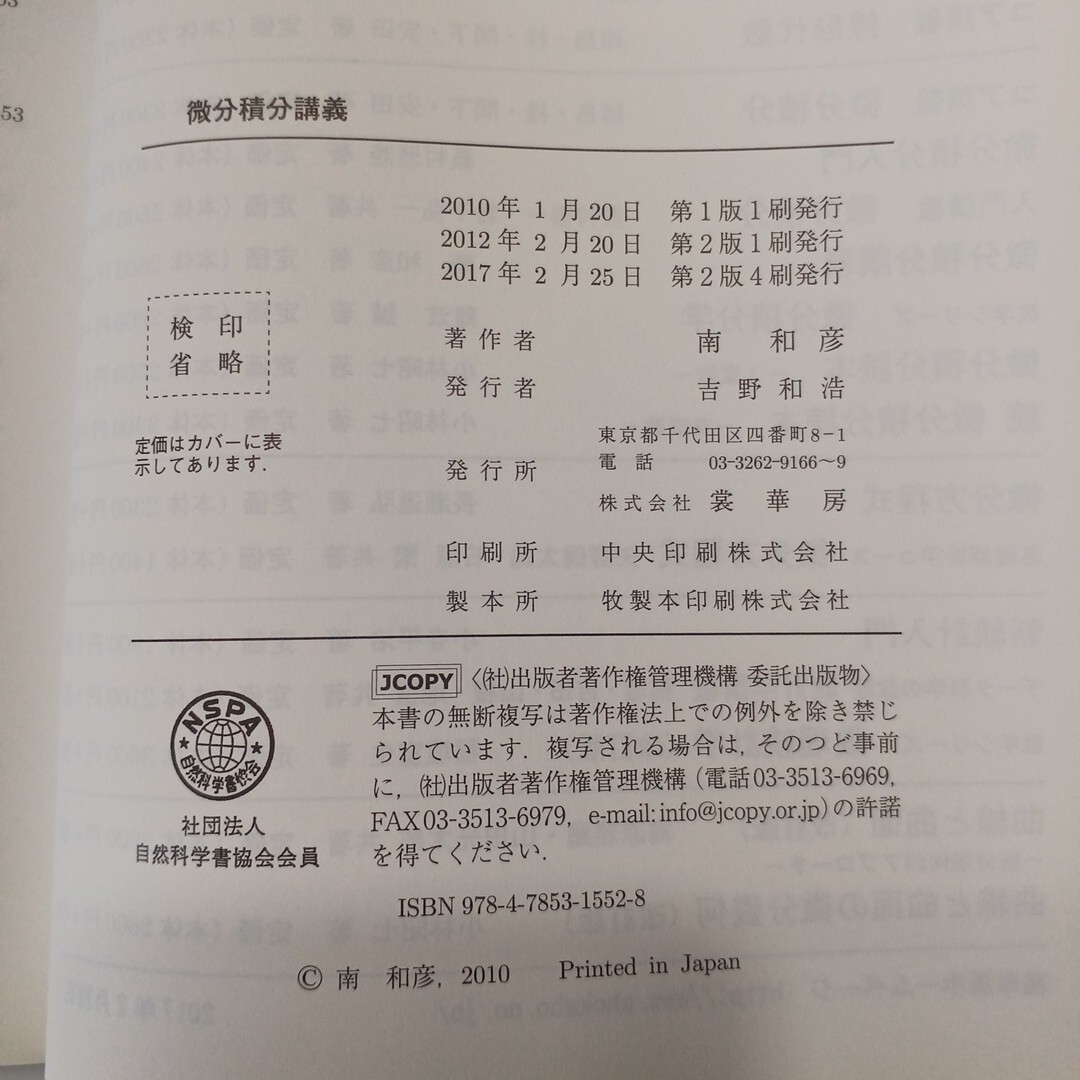 53
微分積分講義
2010年 1月20日 第1版1刷発行
2012年 2月20日 第2版1刷発行
2017年 2月25日 第2版4刷発行
検 印
省 略
定価はカバーに表
示してあります.
著作者 南 和彦
発行者 吉野和浩
発行所
東京都千代田区四番町8-1
電話 03-3262-9166〜9
株式会社 裳華房
印刷所 中央印刷株式会社
製本所 牧製本印刷株式会社
NSPA
自然科学書協会
社団法人
自然科学書協会会員
JCOPY 〈㈳出版者著作権管理機構 委託出版物〉
本書の無断複写は著作権法上での例外を除き禁じ
られています. 複写される場合は, そのつど事前
に, ㈳出版者著作権管理機構 (電話03-3513-6969,
FAX03-3513-6979, e-mail:info@jcopy.or.jp)の許諾
を得てください.
ISBN 978-4-7853-1552-8
© 南 和彦, 2010 Printed in Japan